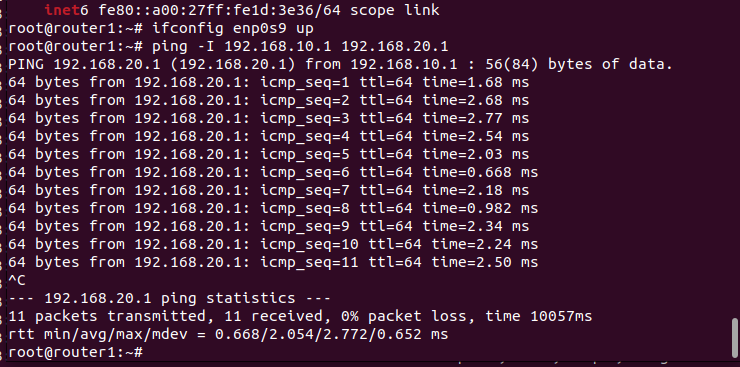 inet6 fe80::a00:27ff:fe1d:3e36/64 scope link
root@router1:~# ifconfig enp0s9 up
root@router1:~# ping -I 192.168.10.1 192.168.20.1
PING 192.168.20.1 (192.168.20.1) from 192.168.10.1 : 56(84) bytes of data.
64 bytes from 192.168.20.1: icmp_seq=1 ttl=64 time=1.68 ms
64 bytes from 192.168.20.1: icmp_seq=2 ttl=64 time=2.68 ms
64 bytes from 192.168.20.1: icmp_seq=3 ttl=64 time=2.77 ms
64 bytes from 192.168.20.1: icmp_seq=4 ttl=64 time=2.54 ms
64 bytes from 192.168.20.1: icmp_seq=5 ttl=64 time=2.03 ms
64 bytes from 192.168.20.1: icmp_seq=6 ttl=64 time=0.668 ms
64 bytes from 192.168.20.1: icmp_seq=7 ttl=64 time=2.18 ms
64 bytes from 192.168.20.1: icmp_seq=8 ttl=64 time=0.982 ms
64 bytes from 192.168.20.1: icmp_seq=9 ttl=64 time=2.34 ms
64 bytes from 192.168.20.1: icmp_seq=10 ttl=64 time=2.24 ms
64 bytes from 192.168.20.1: icmp_seq=11 ttl=64 time=2.50 ms
^C
--- 192.168.20.1 ping statistics ---
11 packets transmitted, 11 received, 0% packet loss, time 10057ms
rtt min/avg/max/mdev = 0.668/2.054/2.772/0.652 ms
root@router1:~#